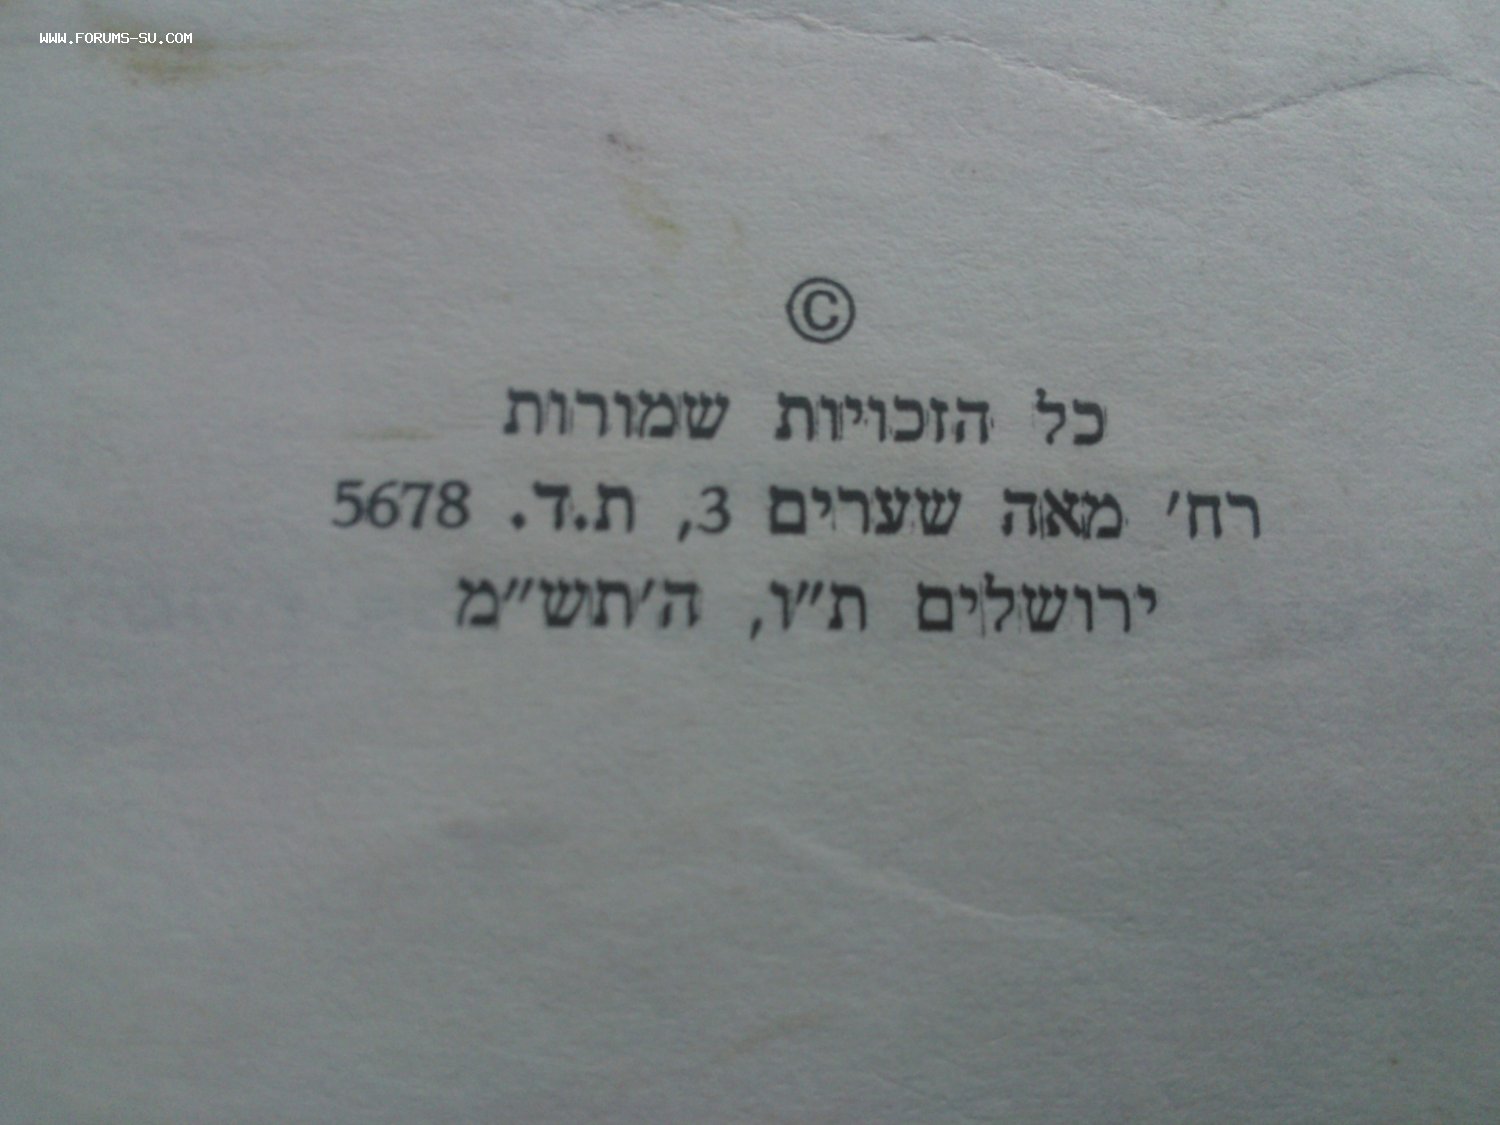 WWW.FORUMS-SU.COM
©
כל הזכויות שמורות
רח׳ מאה שערים 3, ת.ד. 5678
ירושלים ת״ו, ה׳תש״מ